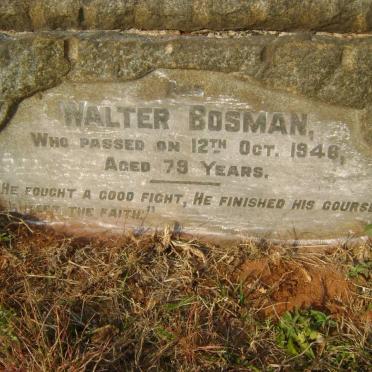 WALTER BOSMAN,
WHO PASSED ON 12TH OCT. 1946,
AGED 79 YEARS.
HE FOUGHT A GOOD FIGHT, HE FINISHED HIS COURSE
THE FAITH."